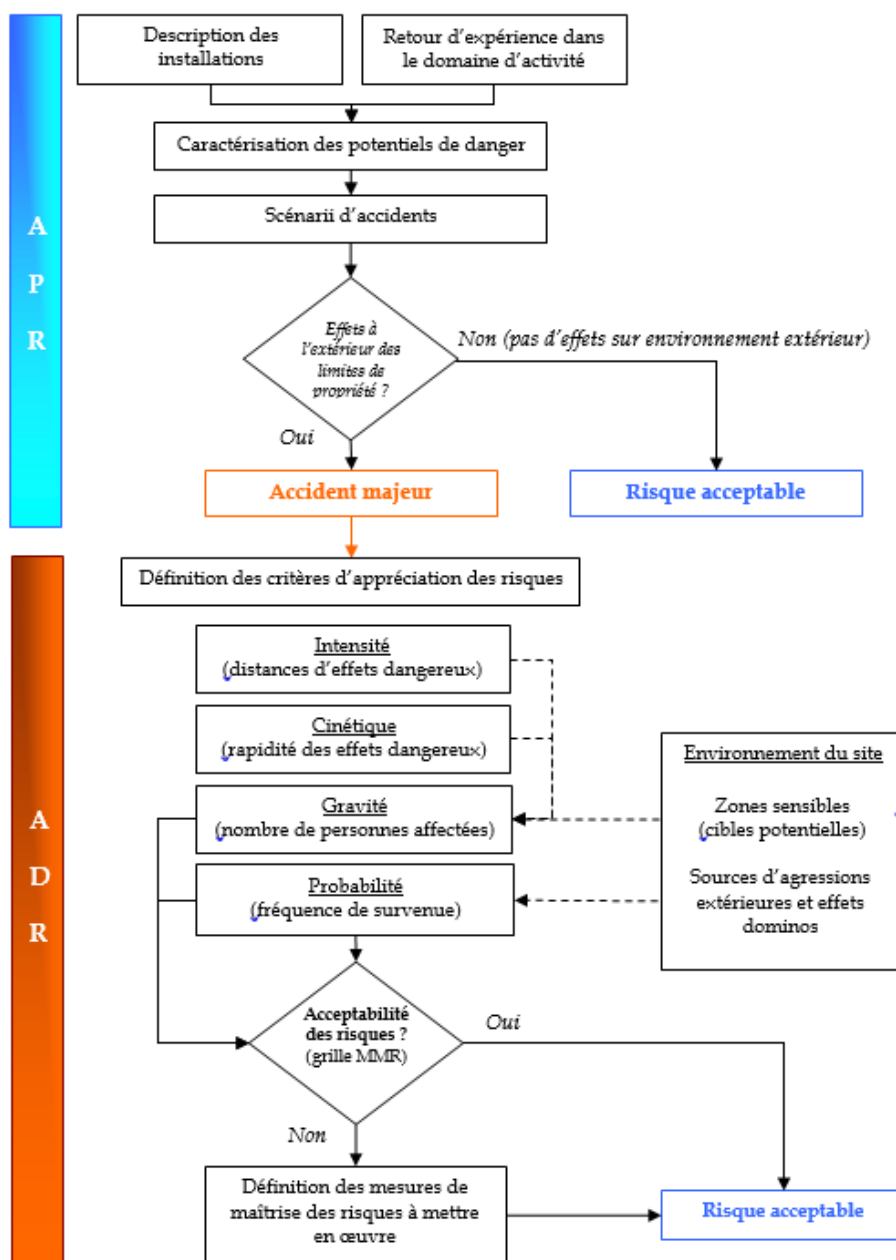 Description des
installations
Retour d'expérience dans
le domaine d'activité
Caractérisation des potentiels de danger
Scénarii d'accidents
A
P
R
Effets à
l'extérieur des
limites de
propriété ?
Non (pas d'effets sur environnement extérieur)
Oui
Accident majeur
Risque acceptable
Définition des critères d'appréciation des risques
Intensité
(distances d'effets dangereux)
Cinétique
(rapidité des effets dangereux)
Gravité
(nombre de personnes affectées)
Probabilité
(fréquence de survenue)
Environnement du site
Zones sensibles
(cibles potentielles)
Sources d'agressions
extérieures et effets
dominos
A
D
R
Acceptabilité
des risques ?
(grille MMR)
Oui
Non
Définition des mesures de
maîtrise des risques à mettre
en œuvre
Risque acceptable